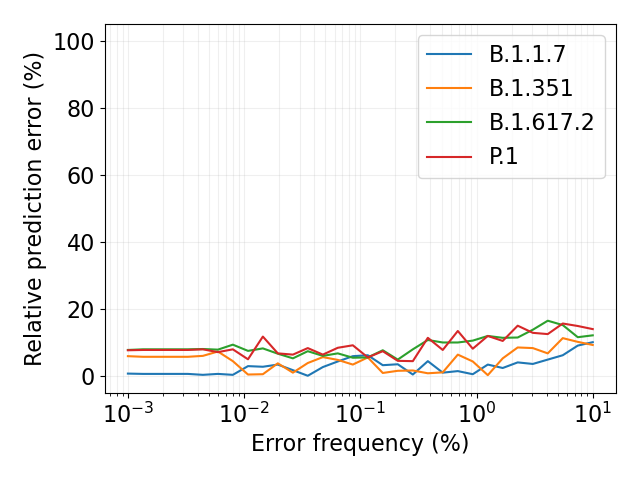 Relative prediction error (%)
100
80
60
40
20
0
B.1.1.7
B.1.351
B.1.617.2
P.1
10⁻³
10⁻²
10⁻¹
10⁰
10¹
Error frequency (%)